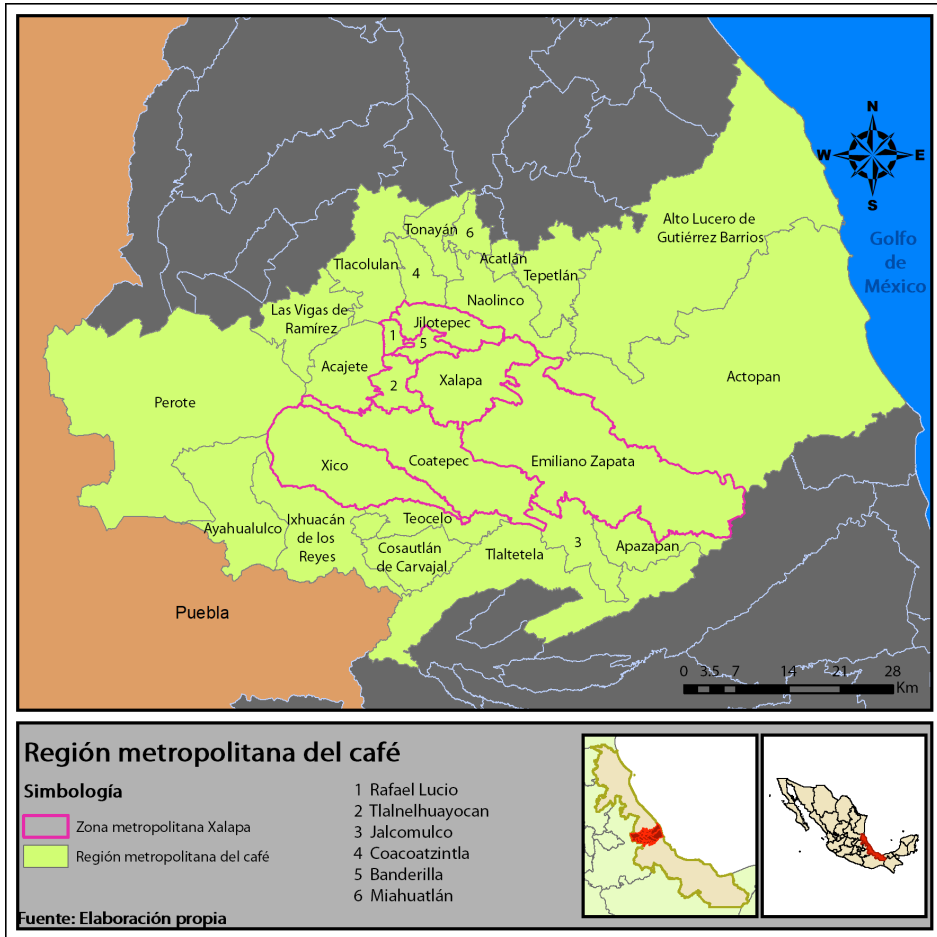 N
W
E
S
Golfo
de
México
Alto Lucero de
Gutiérrez Barrios
Tonayán
6
Acatlán
Tlacolulan
4
Tepetlán
Naolinco
Las Vigas de
Ramírez
Jilotepec
1
5
Acajete
2
Xalapa
Actopan
Perote
Xico
Coatepec
Emiliano Zapata
Ayahualulco
Ixhuacán
de los
Reyes
Teocelo
Cosautlán
de Carvajal
Tlaltetela
3
Apazapan
Puebla
0 3.5 7 14 21 28
Km
Región metropolitana del café
Simbología
Zona metropolitana Xalapa
Región metropolitana del café
1 Rafael Lucio
2 Tlalnelhuayocan
3 Jalcomulco
4 Coacoatzintla
5 Banderilla
6 Miahuatlán
Fuente: Elaboración propia